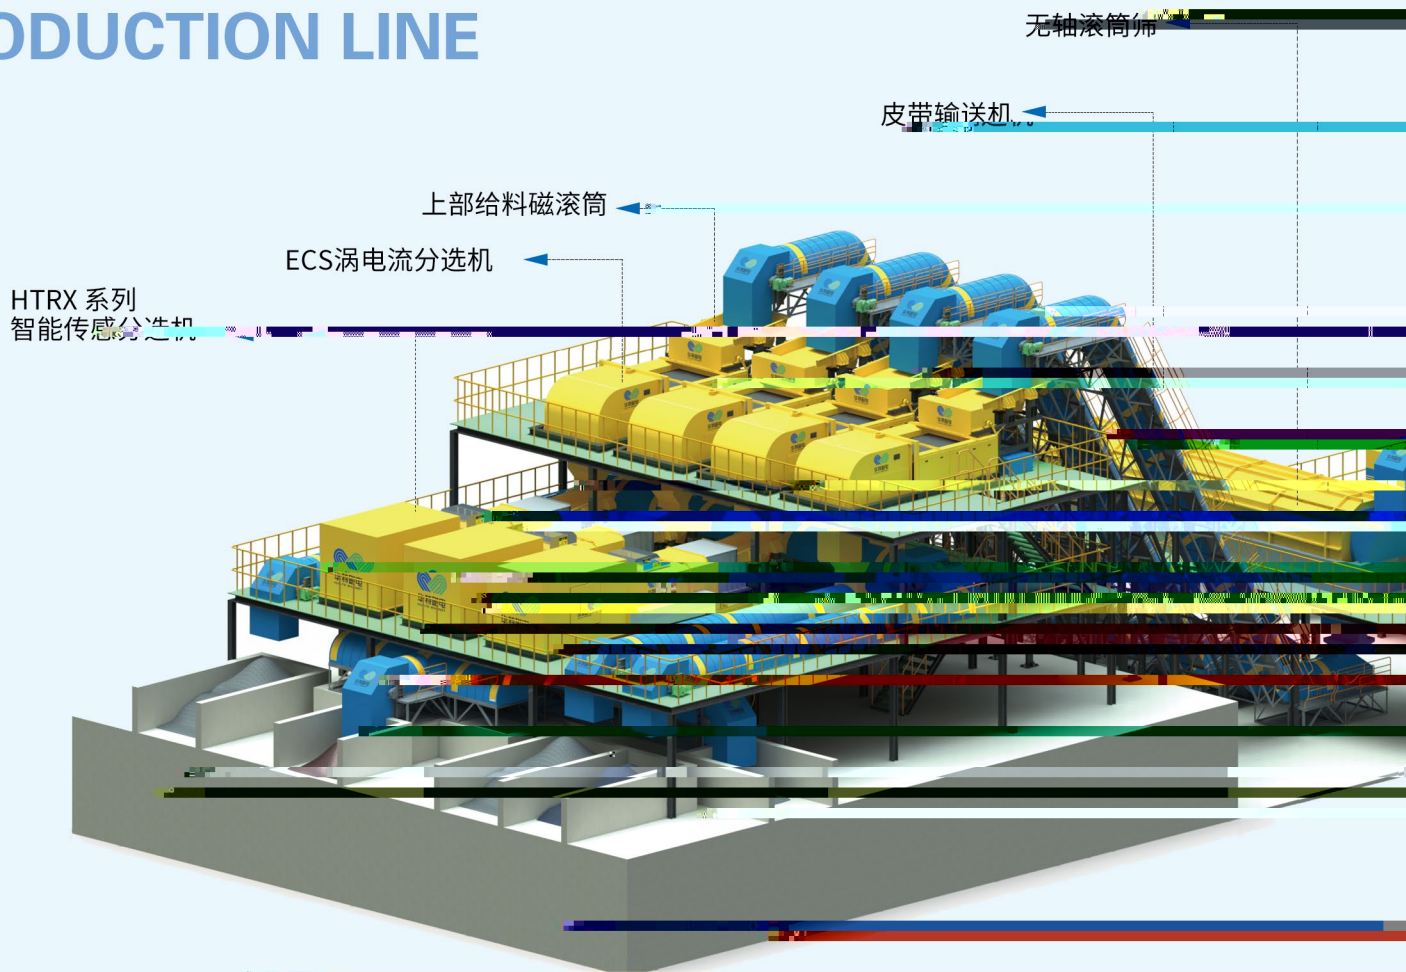 ODUCTION LINE
无轴滚筒筛
皮带输送机
上部给料磁滚筒
ECS涡电流分选机
HTRX 系列
智能传感分选机